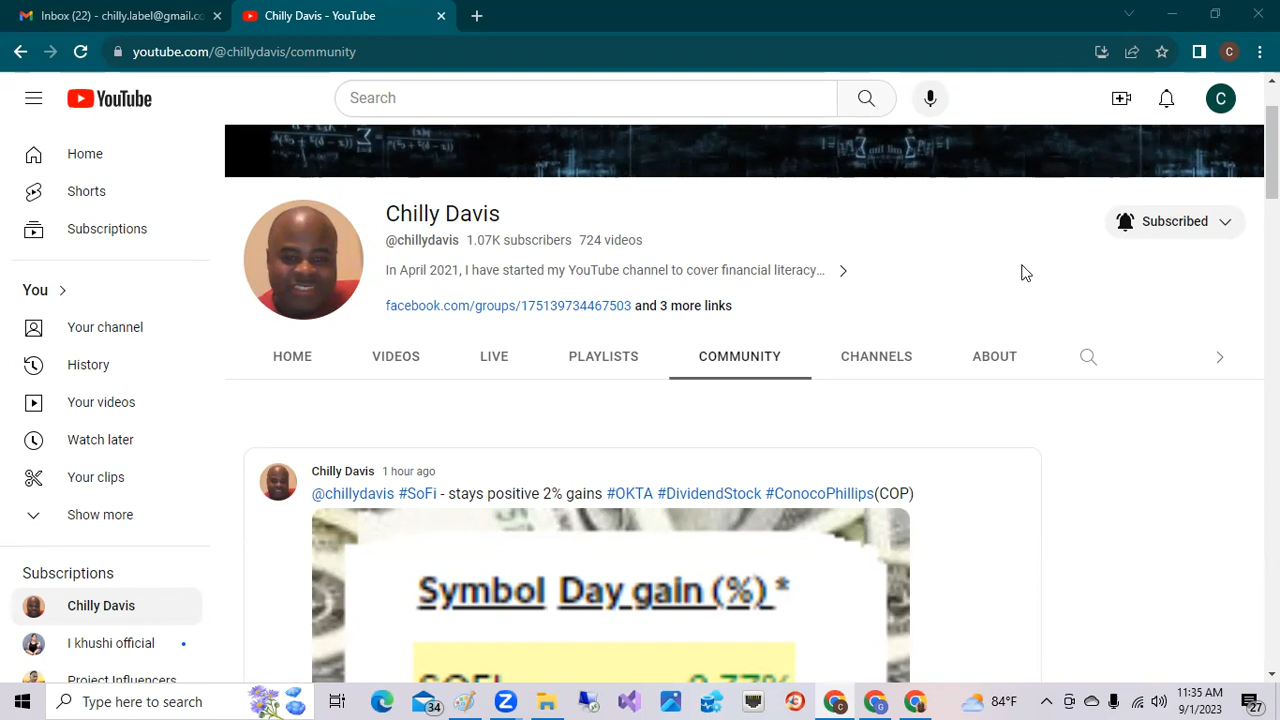 Inbox (22) - chilly.label@gmail.co
Chilly Davis - YouTube
youtube.com/@chillydavis/community
C
YouTube
Search
C
Home
Shorts
Subscriptions
You
Your channel
History
Your videos
Watch later
Your clips
Show more
Subscriptions
Chilly Davis
I khushi official
Project Influencers
Chilly Davis
@chillydavis 1.07K subscribers 724 videos
In April 2021, I have started my YouTube channel to cover financial literacy...
facebook.com/groups/175139734467503 and 3 more links
Subscribed
HOME VIDEOS LIVE PLAYLISTS COMMUNITY CHANNELS ABOUT
Chilly Davis 1 hour ago
@chillydavis #SoFi - stays positive 2% gains #OKTA #DividendStock #ConocoPhillips(COP)
Symbol Day gain (%) *
Type here to search
34
84°F
11:35 AM
9/1/2023
27